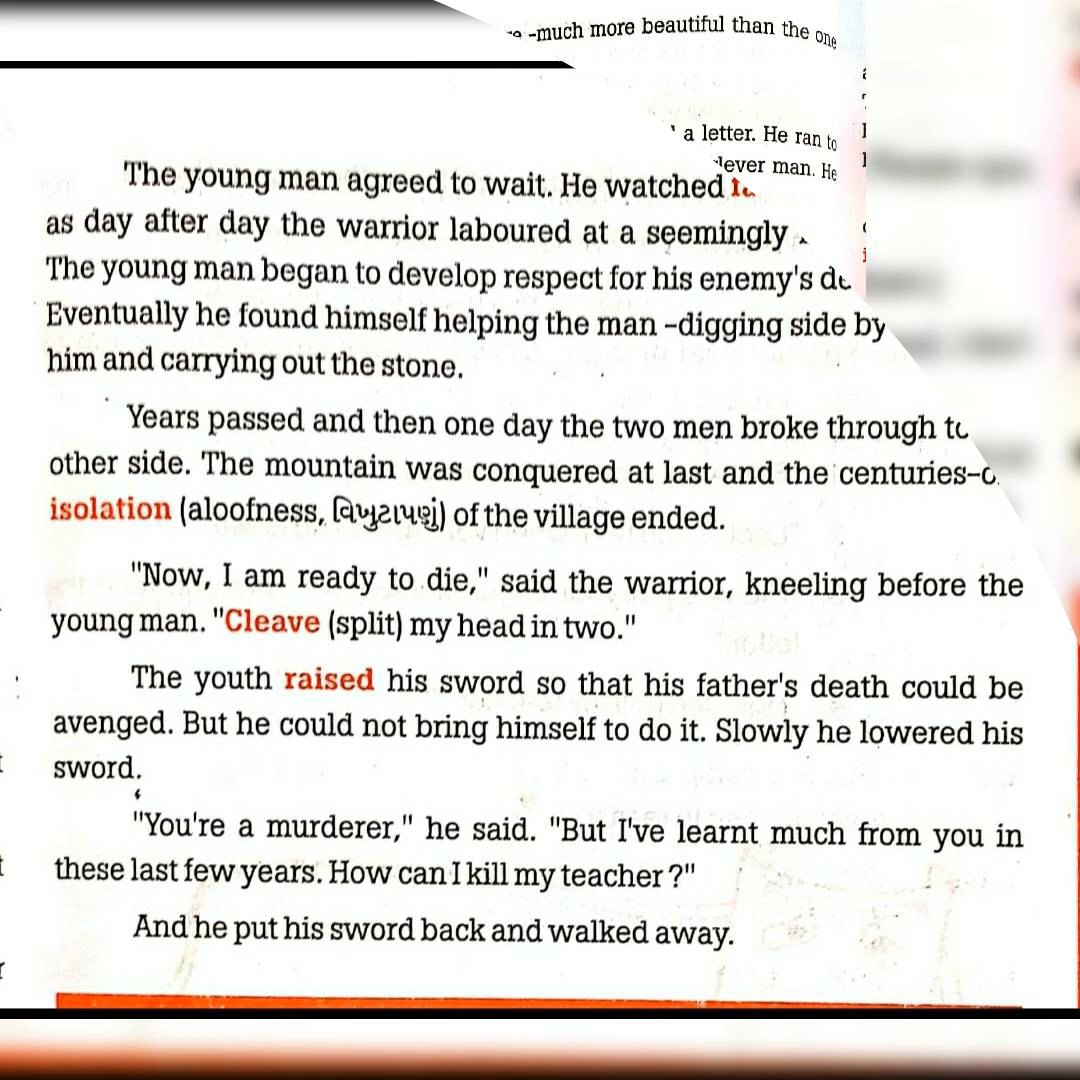 -much more beautiful than the one
a letter. He ran to
man. He
The young man agreed to wait. He watched
as day after day the warrior laboured at a seemingly
The young man began to develop respect for his enemy's
Eventually he found himself helping the man -digging side by
him and carrying out the stone.
Years passed and then one day the two men broke through
other side. The mountain was conquered at last and the
isolation (aloofness, વિખૂટાપણું) of the village ended.
"Now, I am ready to die," said the warrior, kneeling before the
young man. "Cleave (split) my head in two."
The youth raised his sword so that his father's death could be
avenged. But he could not bring himself to do it. Slowly he lowered his
sword.
"You're a murderer," he said. "But I've learnt much from you in
these last few years. How can I kill my teacher ?"
And he put his sword back and walked away.